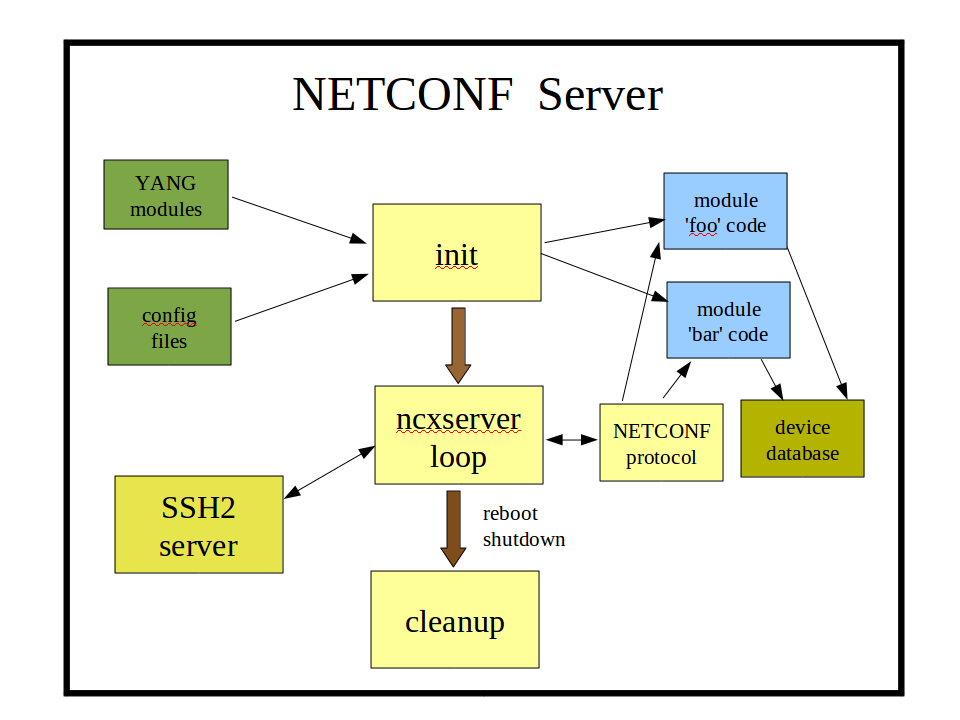 NETCONF Server
YANG
modules
config
files
init
module
'foo' code
module
'bar' code
ncxserver
loop
NETCONF
protocol
device
database
SSH2
server
reboot
shutdown
cleanup